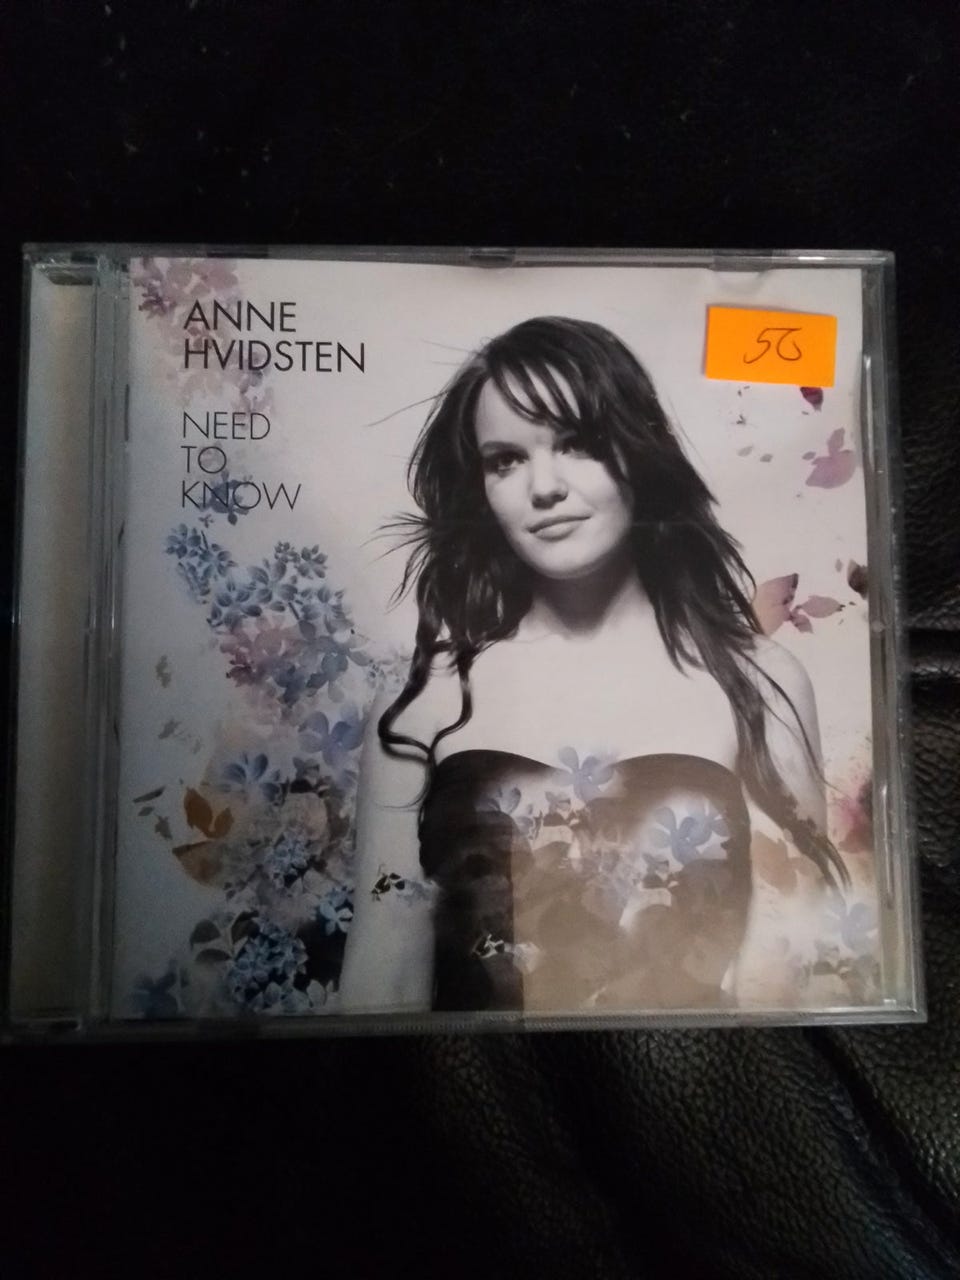 ANNE
HVIDSTEN
50
NEED
TO
KNOW